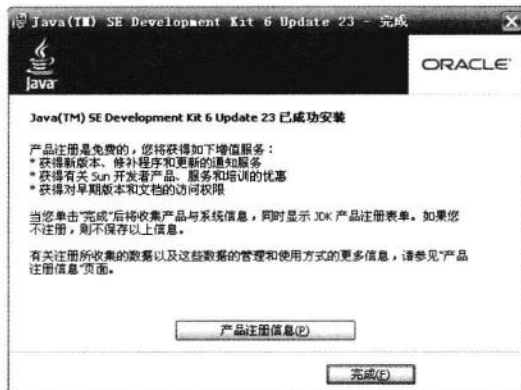 Java(TM) SE Development Kit 6 Update 23 - 完成
Java
ORACLE
Java(TM) SE Development Kit 6 Update 23 已成功安装
产品注册是免费的，您将获得如下增值服务：
* 获得新版本、修补程序和更新的通知服务
* 获得有关 Sun 开发者产品、服务和培训的优惠
* 获得对早期版本和文档的访问权限
当您单击“完成”后将收集产品与系统信息，同时显示 JDK 产品注册表单。如果您
不注册，则不保存以上信息。
有关注册所收集的数据以及这些数据的管理和使用方式的更多信息，请参见“产品
注册信息”页面。
产品注册信息(P)
完成(F)